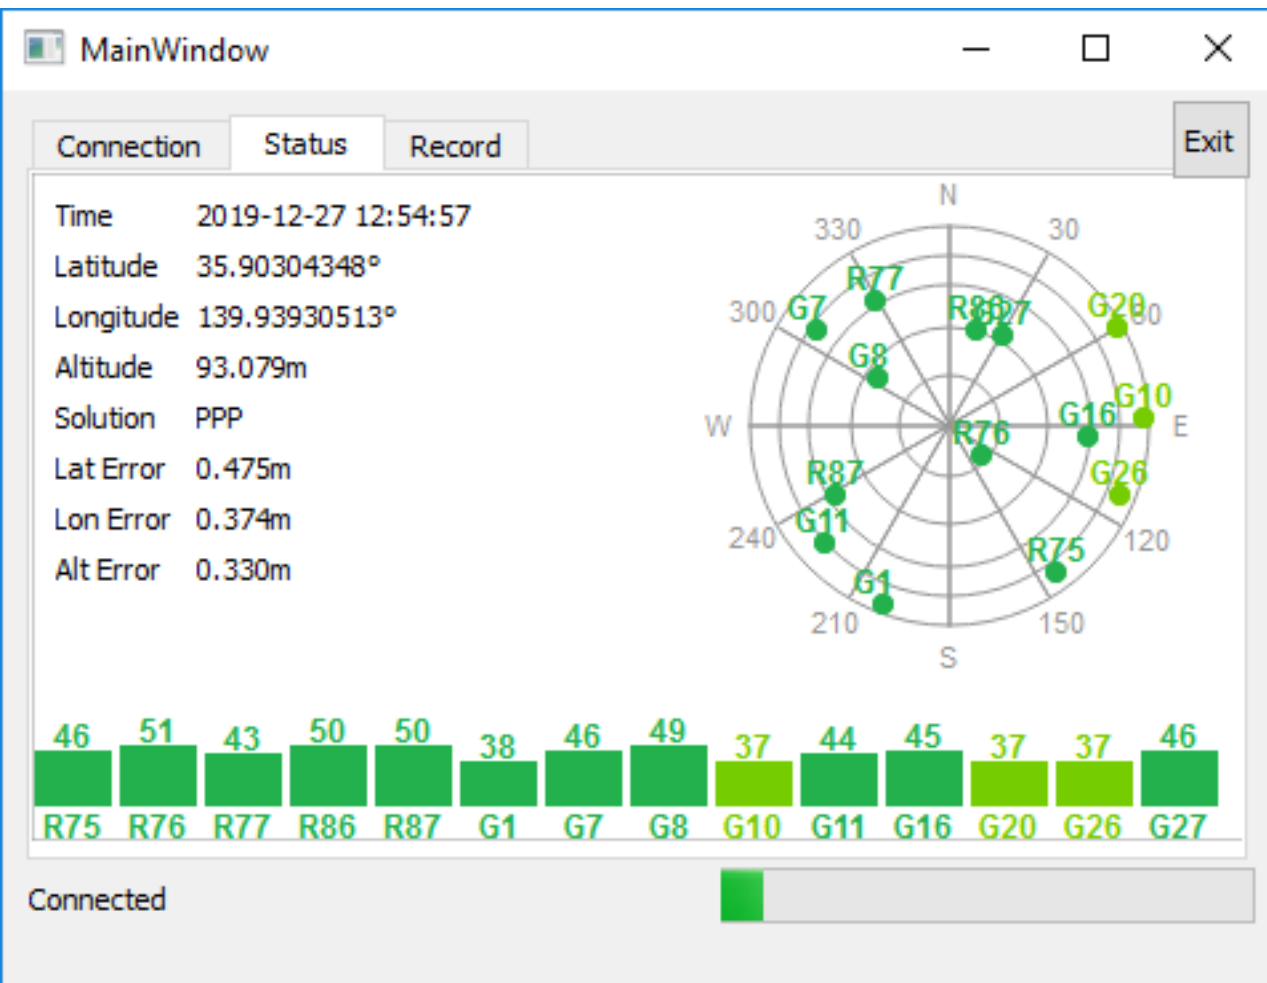 MainWindow
Connection Status Record Exit
Time 2019-12-27 12:54:57
Latitude 35.90304348°
Longitude 139.93930513°
Altitude 93.079m
Solution PPP
Lat Error 0.475m
Lon Error 0.374m
Alt Error 0.330m
N
330 30
R77
300 G7 R86 G27 G20 60
G8
G10
W R76 G16 E
R87 G26
240 G11 R75 120
G1
210 150
S
46 51 43 50 50 38 46 49 37 44 45 37 37 46
R75 R76 R77 R86 R87 G1 G7 G8 G10 G11 G16 G20 G26 G27
Connected